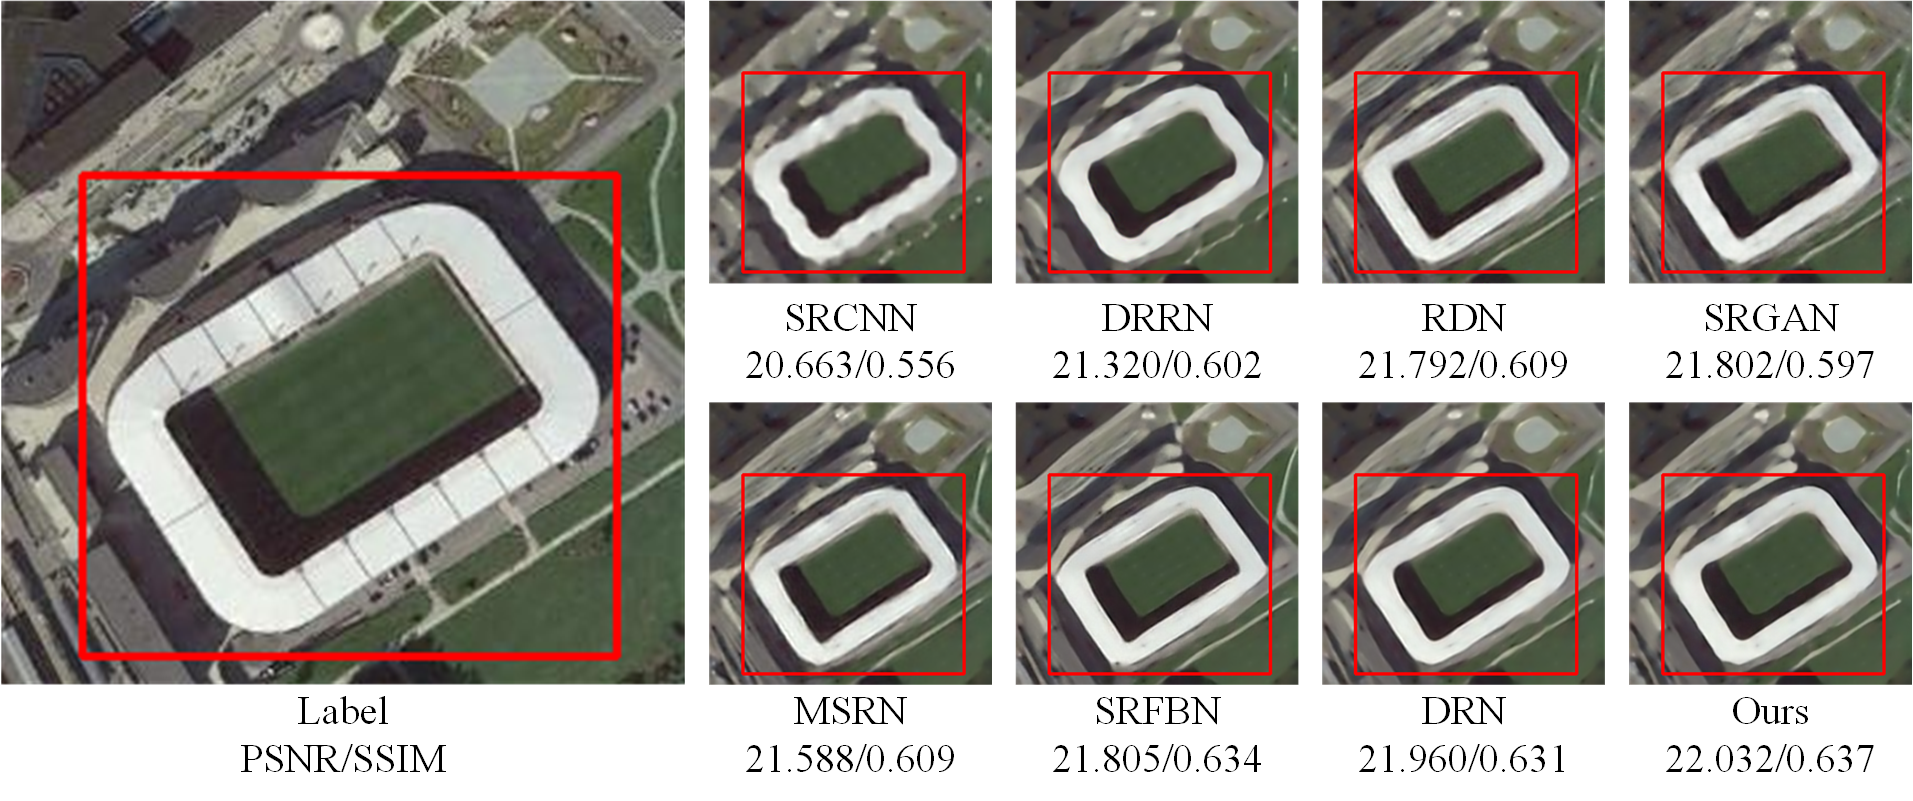 SRCNN
20.663/0.556
DRRN
21.320/0.602
RDN
21.792/0.609
SRGAN
21.802/0.597
Label
PSNR/SSIM
MSRN
21.588/0.609
SRFBN
21.805/0.634
DRN
21.960/0.631
Ours
22.032/0.637